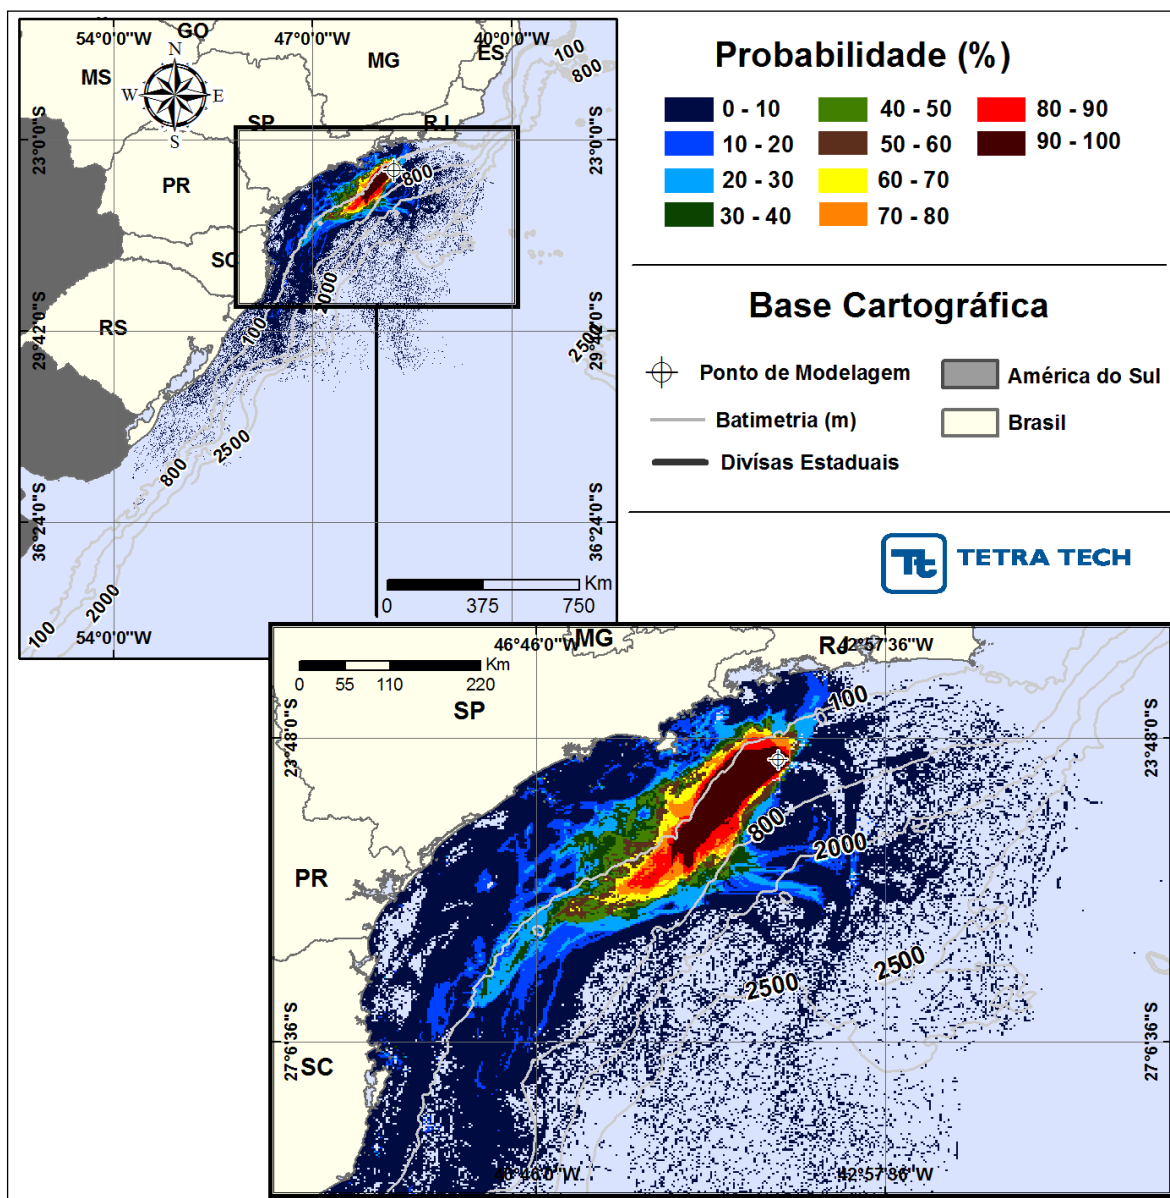 54°0'0"W
47°0'0"W
40°0'0"W
GO
MG
ES
MS
N
W
E
S
SP
RJ
PR
SC
RS
100
800
23°0'0"S
23°0'0"S
800
2000
100
29°42'0"S
29°42'0"S
2500
2500
800
36°24'0"S
36°24'0"S
2000
100
54°0'0"W
Km
0
375
750
Probabilidade (%)
0 - 10
10 - 20
20 - 30
30 - 40
40 - 50
50 - 60
60 - 70
70 - 80
80 - 90
90 - 100
Base Cartográfica
Ponto de Modelagem
Batimetria (m)
Divísas Estaduais
América do Sul
Brasil
Tt TETRA TECH
46°46'0"W
MG
RJ
42°57'36"W
Km
0
55
110
220
SP
100
23°48'0"S
23°48'0"S
800
2000
PR
2500
2500
27°6'36"S
27°6'36"S
SC
46°46'0"W
42°57'36"W